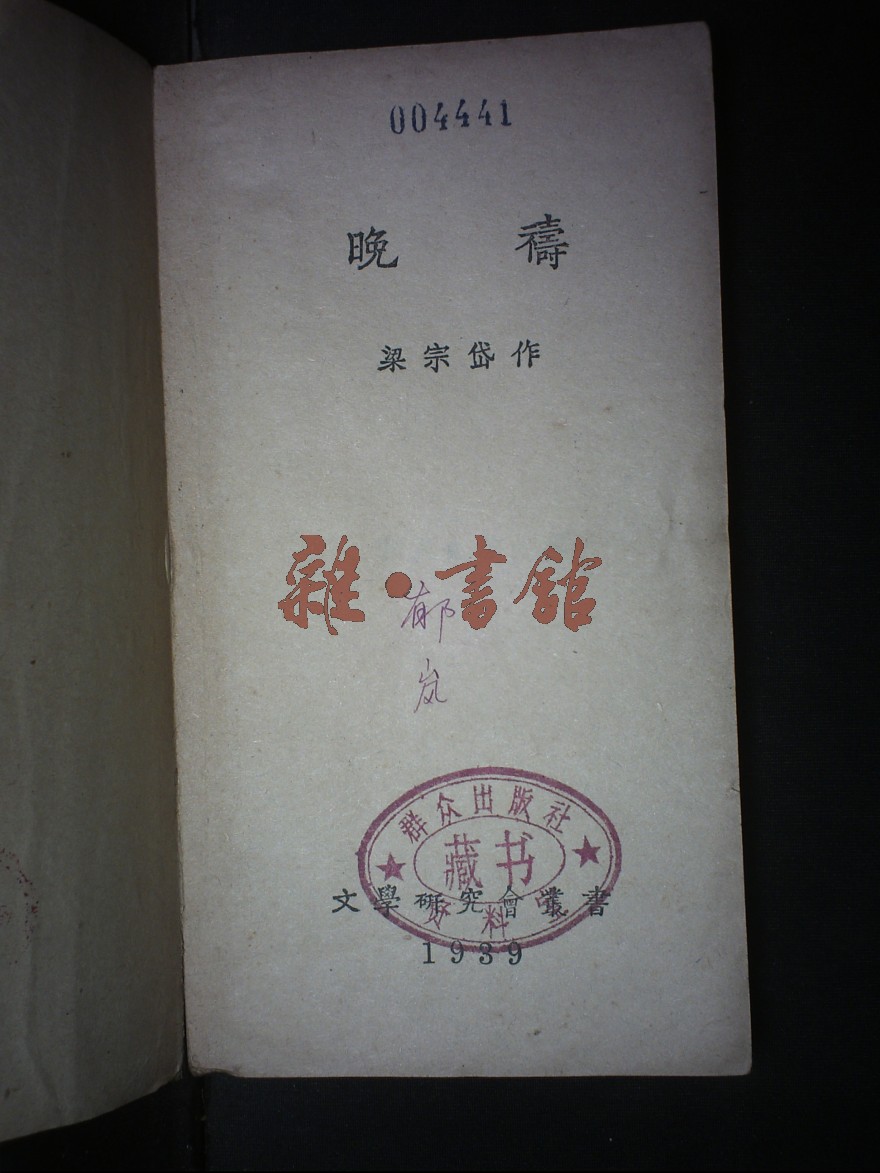 004441
晚禱
梁宗岱作
雜·書館
郁
岚
群众出版社
藏书
料
文學研究會叢書
1939